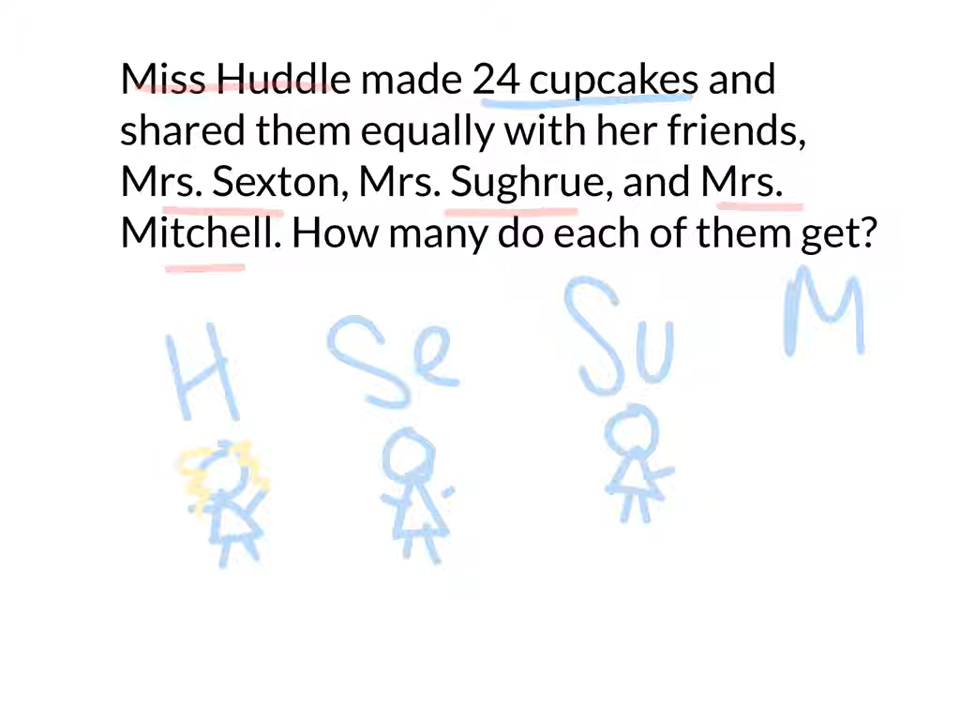 Miss Huddle made 24 cupcakes and
shared them equally with her friends,
Mrs. Sexton, Mrs. Sughrue, and Mrs.
Mitchell. How many do each of them get?
H Se Su M